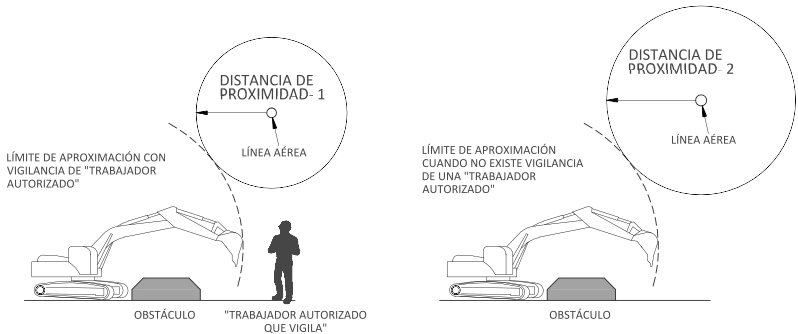 DISTANCIA DE
PROXIMIDAD- 1
LÍNEA AÉREA
LÍMITE DE APROXIMACIÓN CON
VIGILANCIA DE "TRABAJADOR
AUTORIZADO"
OBSTÁCULO
"TRABAJADOR AUTORIZADO
QUE VIGILA"
DISTANCIA DE
PROXIMIDAD- 2
LÍNEA AÉREA
LÍMITE DE APROXIMACIÓN
CUANDO NO EXISTE VIGILANCIA
DE UNA "TRABAJADOR
AUTORIZADO"
OBSTÁCULO